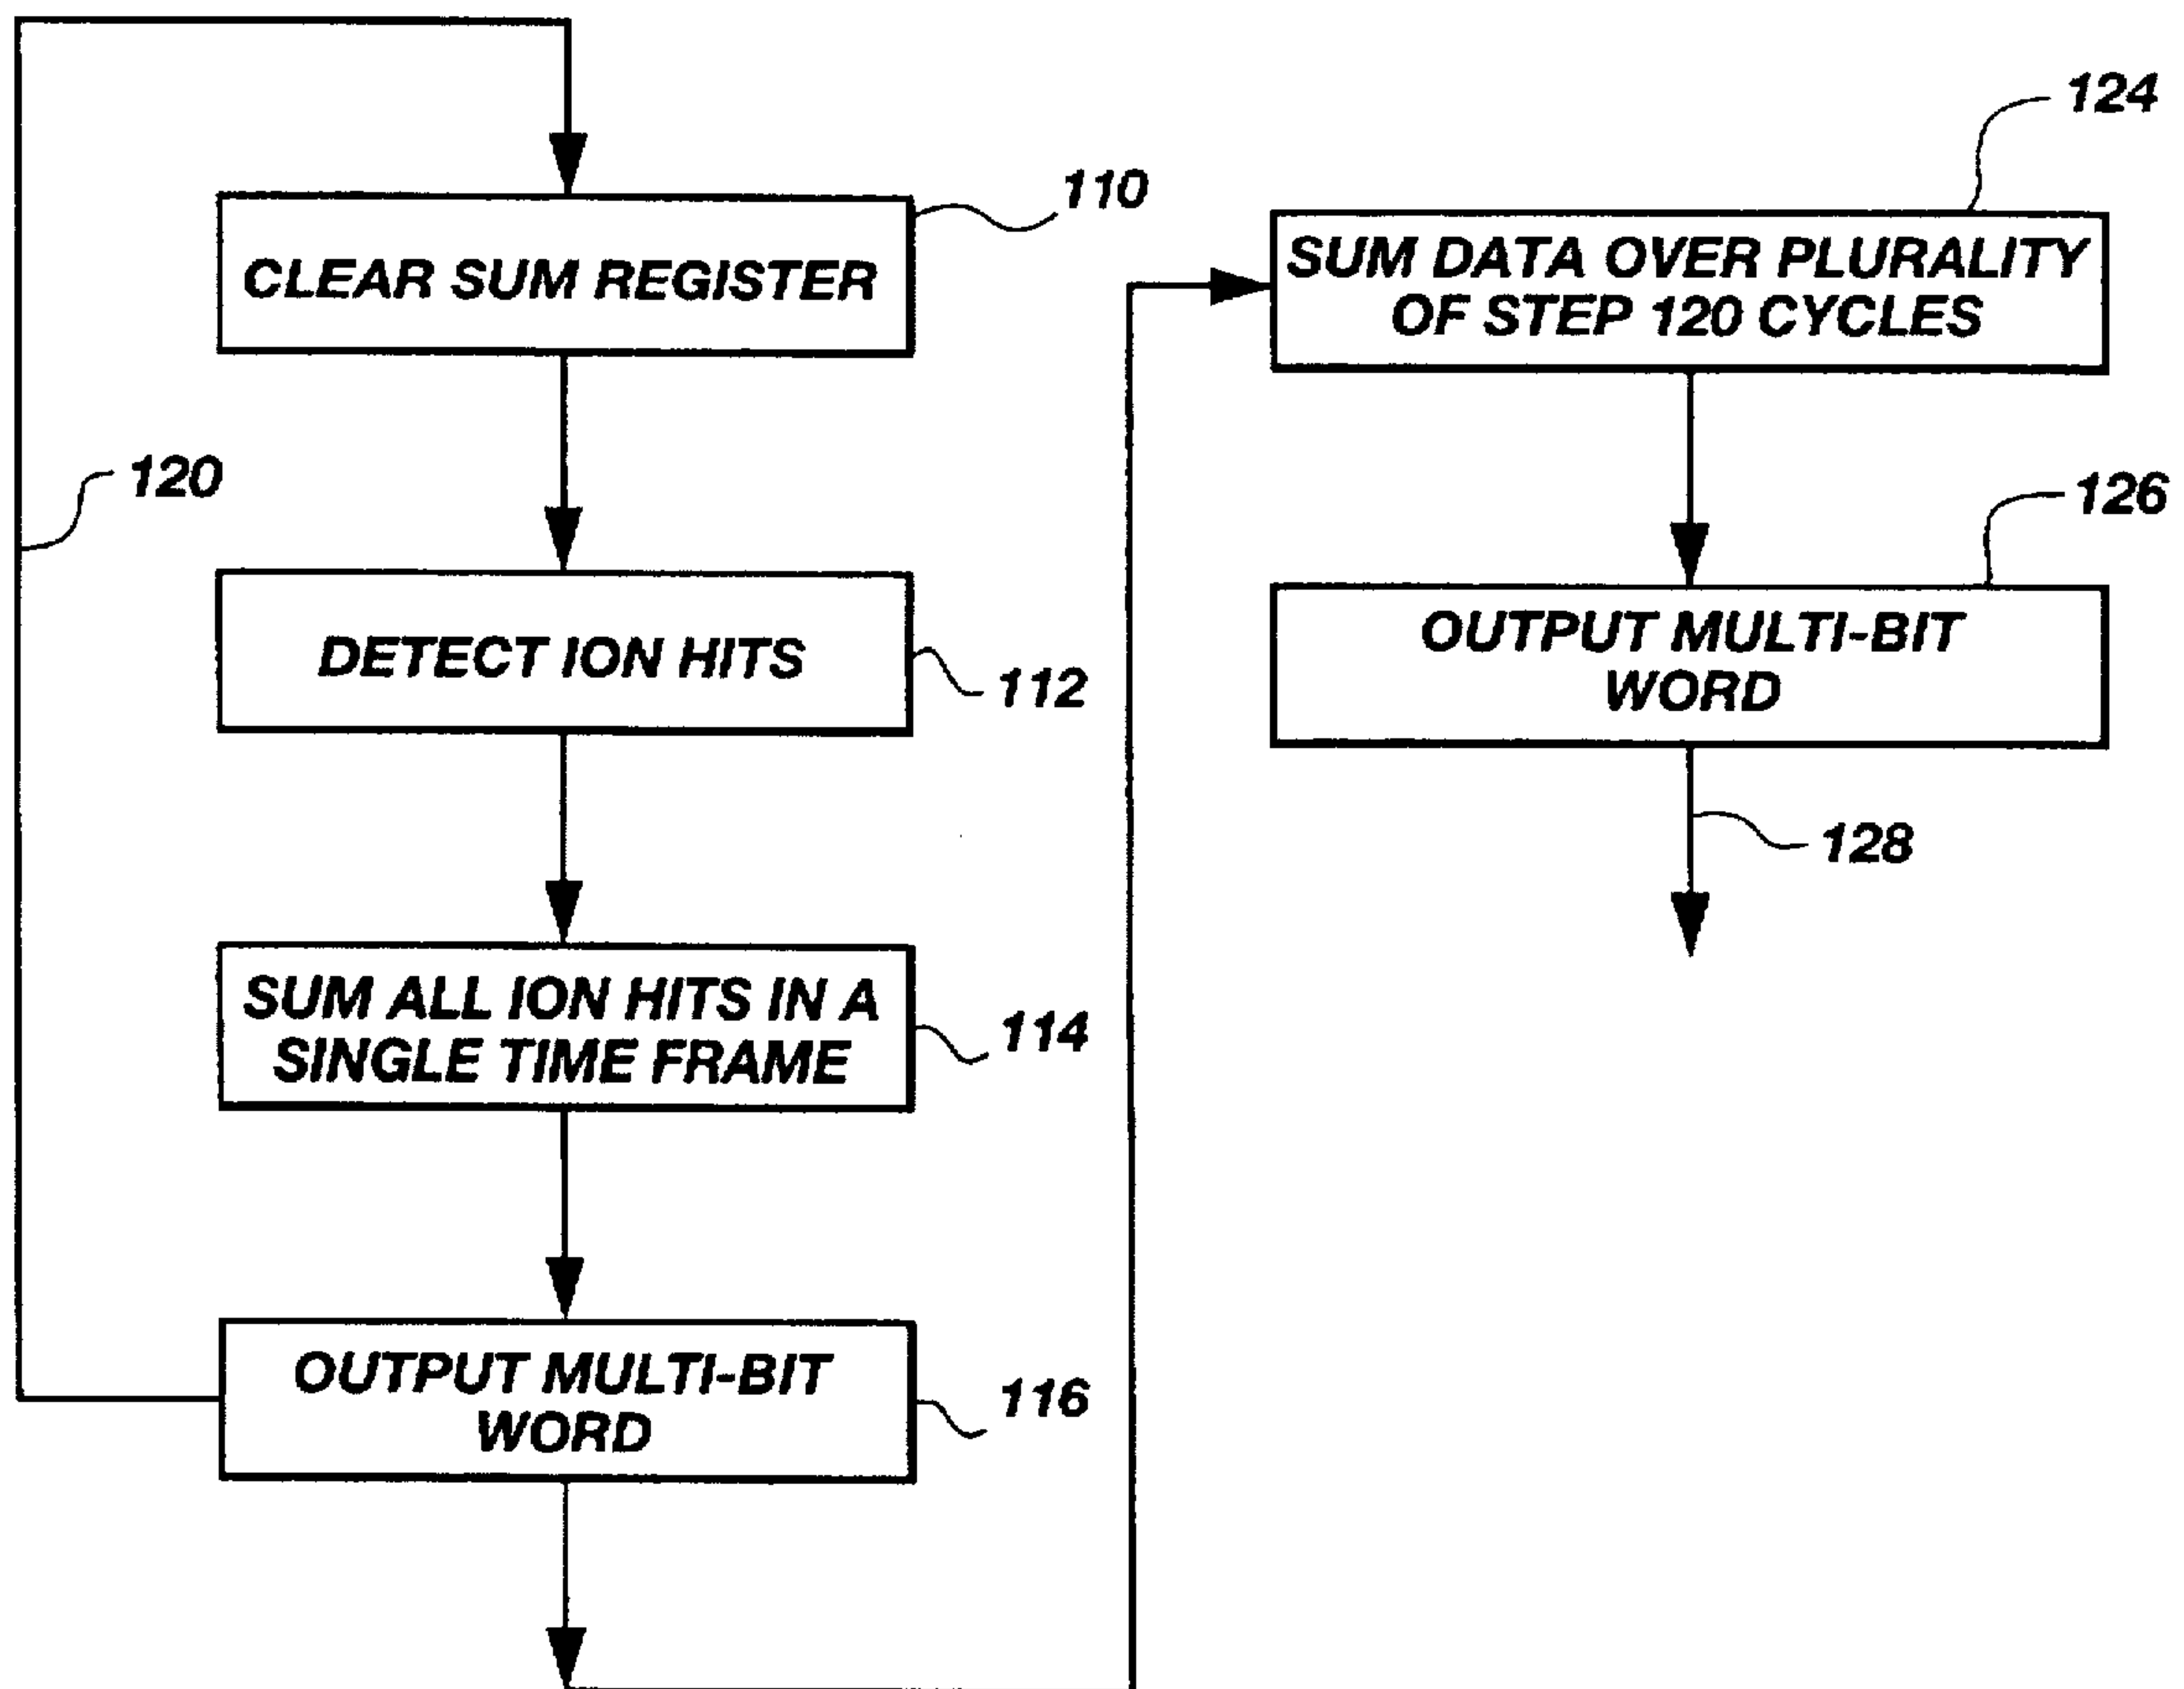 110
CLEAR SUM REGISTER
120
DETECT ION HITS
112
SUM ALL ION HITS IN A
SINGLE TIME FRAME
114
OUTPUT MULTI-BIT
WORD
116
124
SUM DATA OVER PLURALITY
OF STEP 120 CYCLES
126
OUTPUT MULTI-BIT
WORD
128